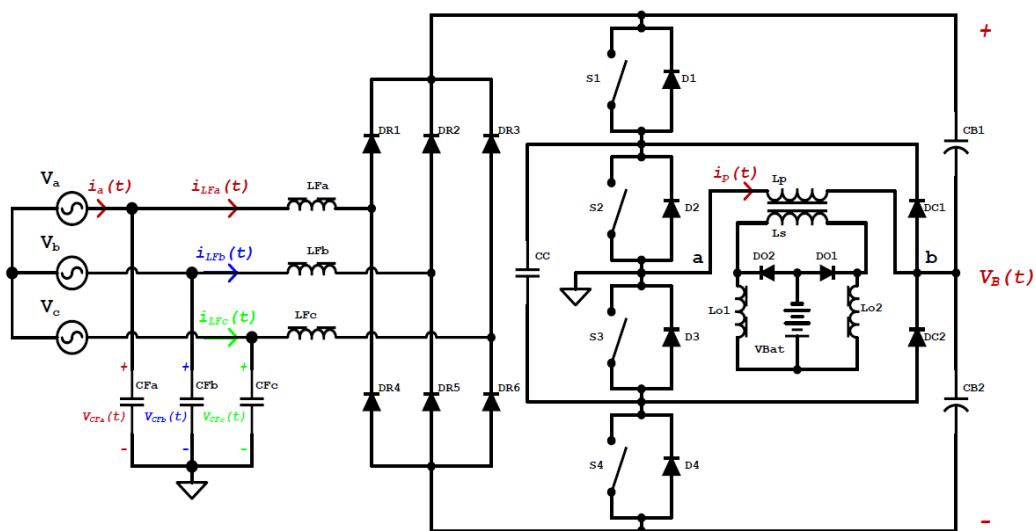 +
S1
D1
DR1
DR2
DR3
CB1
Va
ia(t)
iLFa(t)
LFa
S2
D2
ip(t)
Lp
Ls
DC1
Vb
iLFb(t)
LFb
CC
a
DO2
DO1
b
VB(t)
Vc
iLFc(t)
LFc
S3
D3
Lo1
Lo2
VBat
DC2
+
+
+
CFa
CFb
CFc
DR4
DR5
DR6
CB2
VCFa(t)
VCFb(t)
VCFc(t)
-
-
-
S4
D4
-